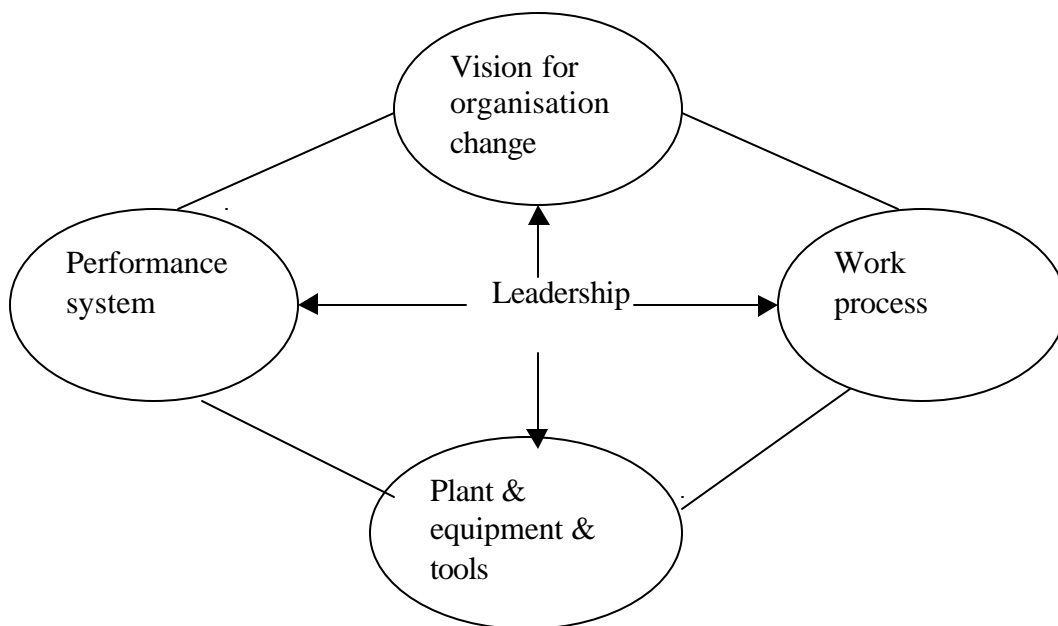 Vision for
organisation
change
Performance
system
Leadership
Work
process
Plant &
equipment &
tools